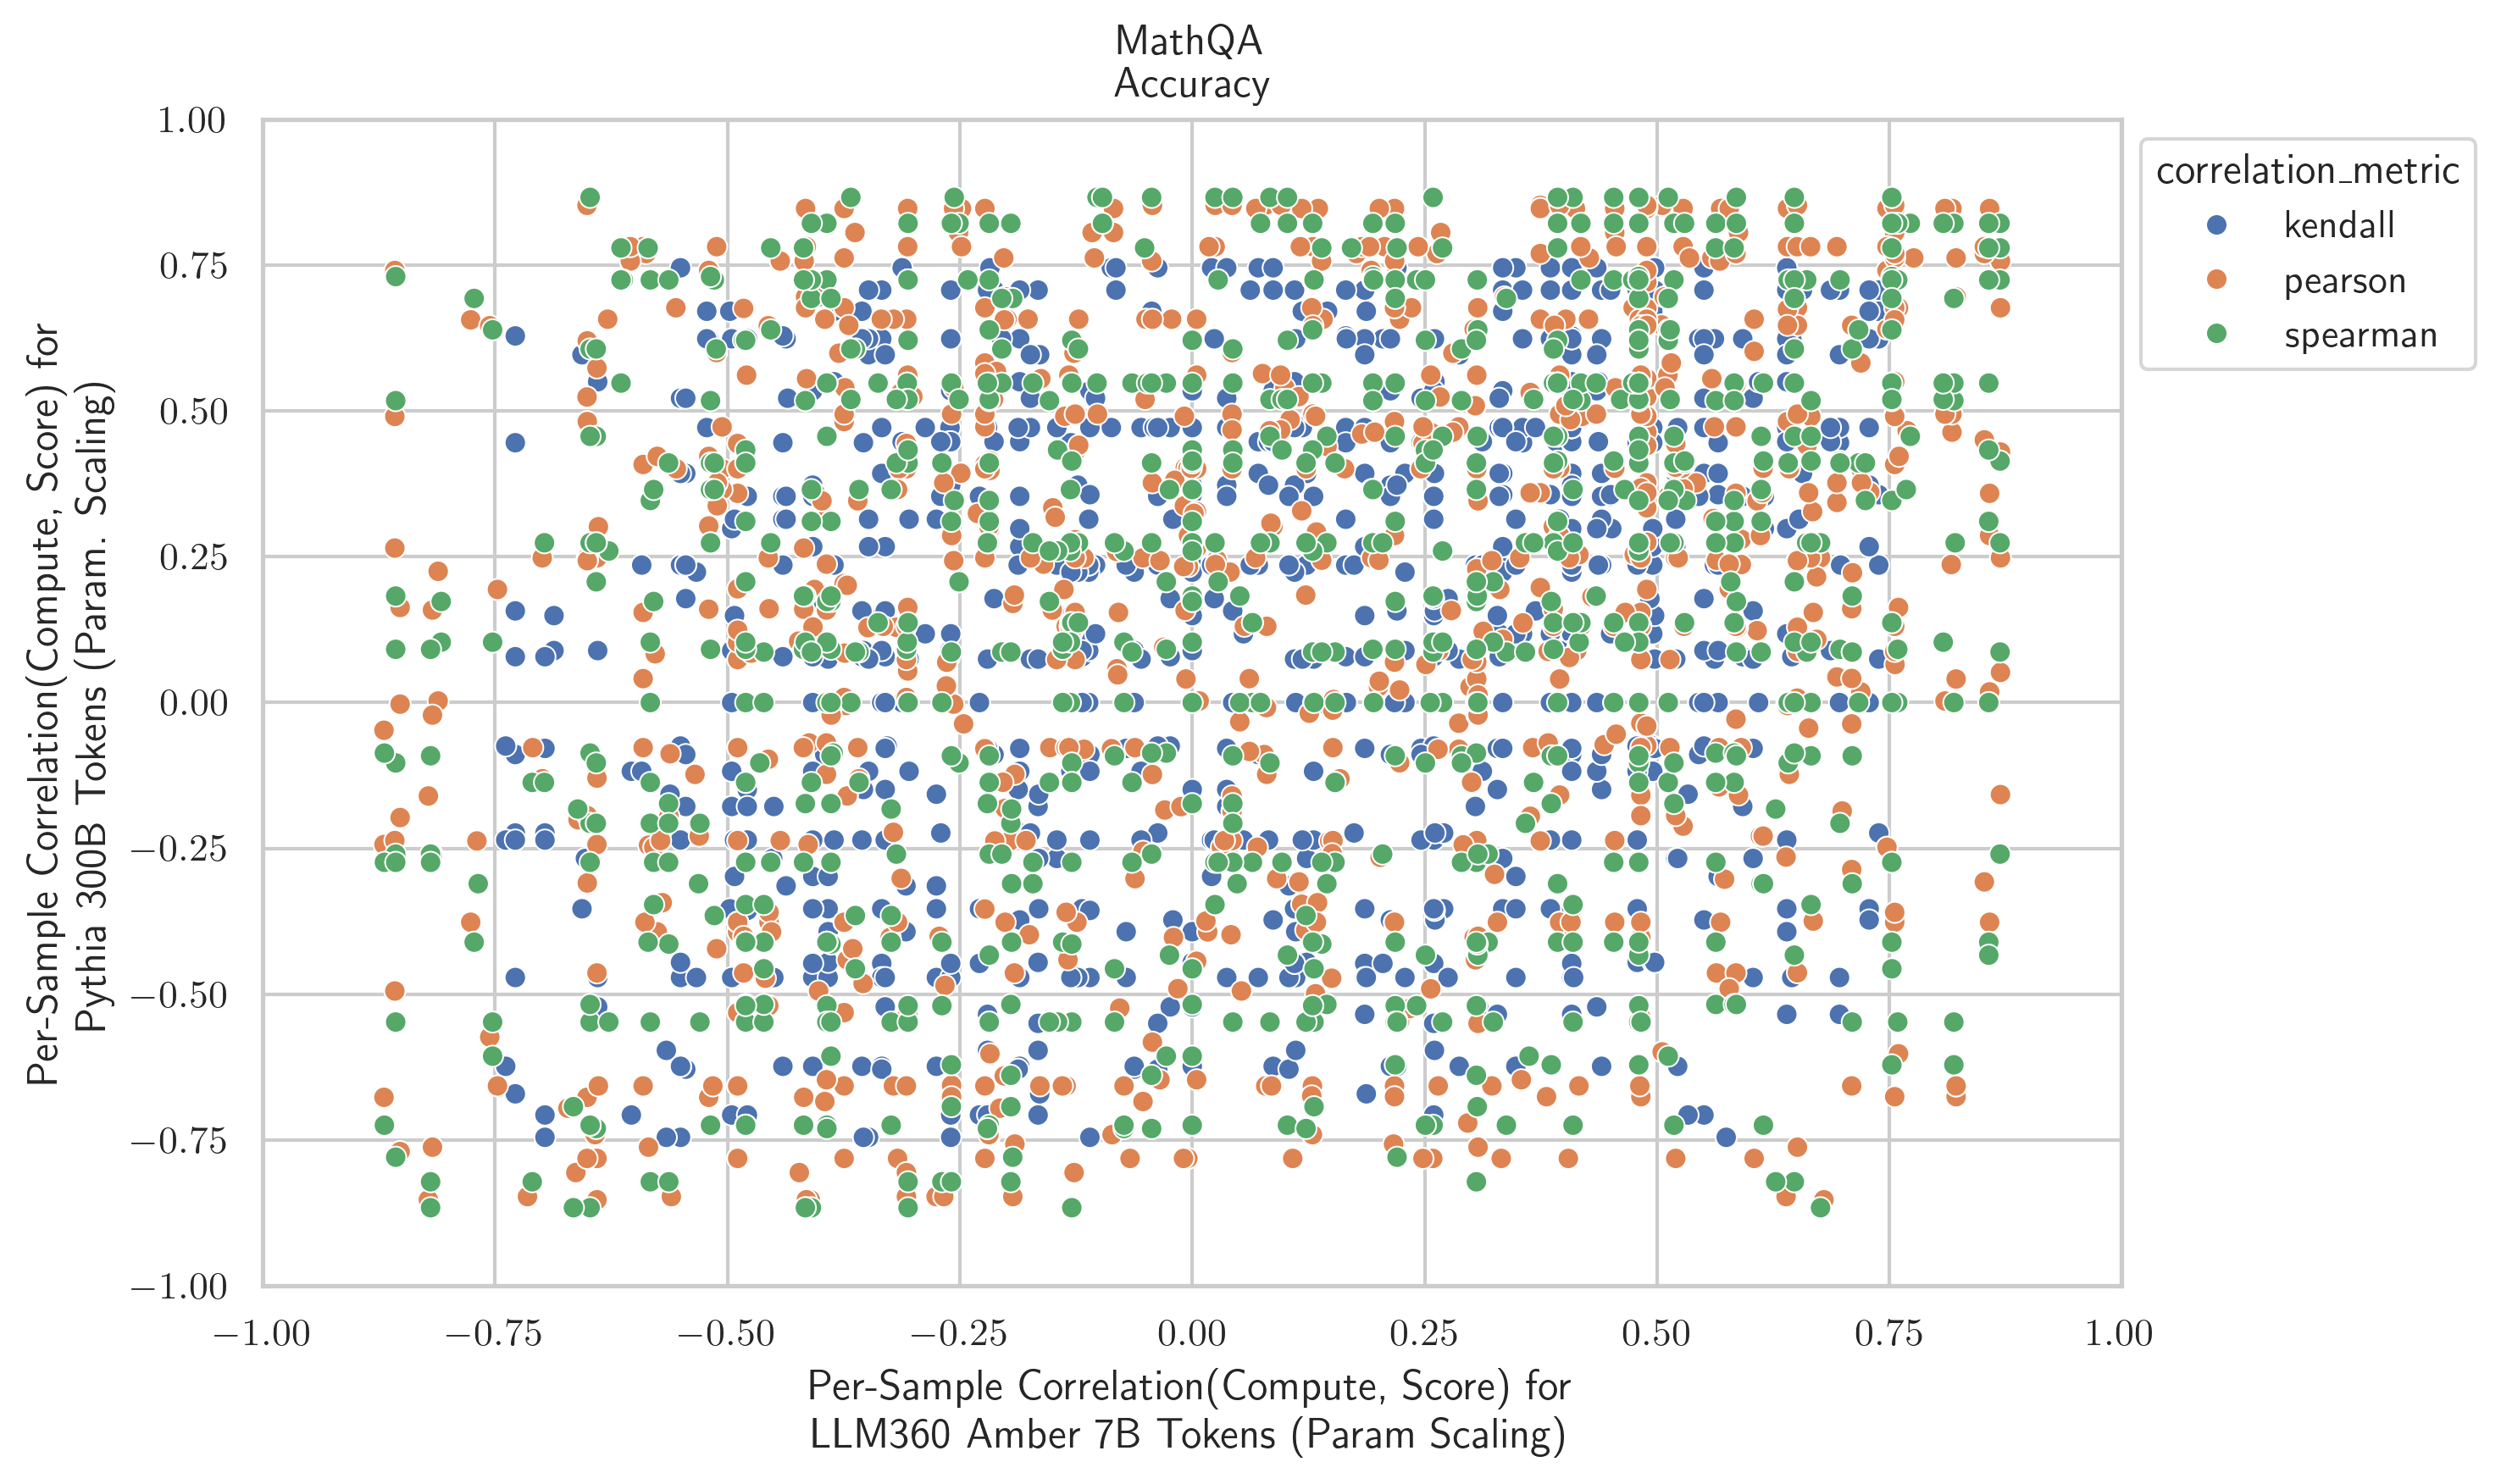 MathQA
Accuracy
Per-Sample Correlation(Compute, Score) for
Pythia 300B Tokens (Param. Scaling)
1.00
0.75
0.50
0.25
0.00
−0.25
−0.50
−0.75
−1.00
−1.00 −0.75 −0.50 −0.25 0.00 0.25 0.50 0.75 1.00
Per-Sample Correlation(Compute, Score) for
LLM360 Amber 7B Tokens (Param Scaling)
correlation_metric
kendall
pearson
spearman